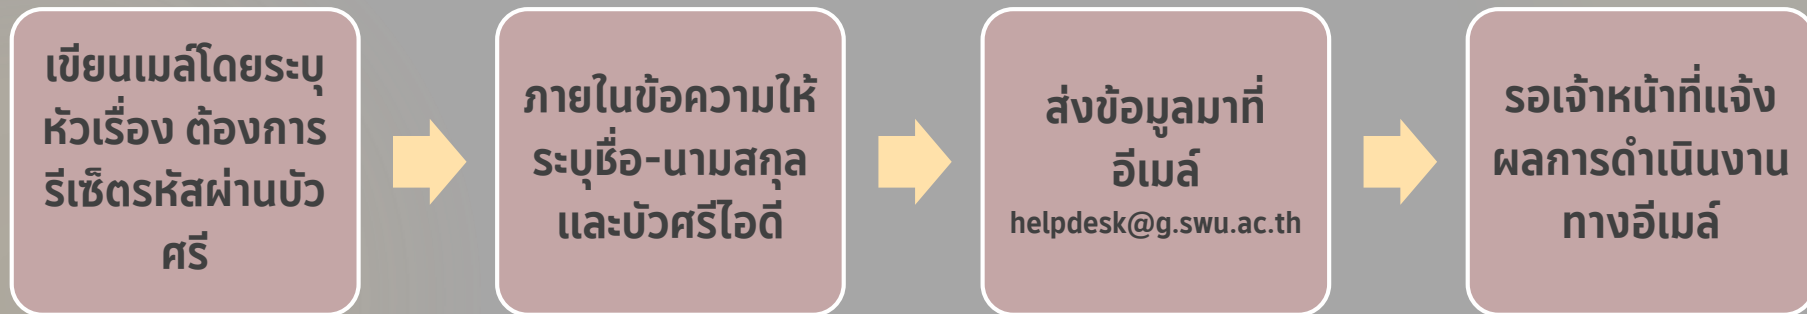 เขียนเมล์โดยระบุ
หัวเรื่อง ต้องการ
รีเซ็ตรหัสผ่านบัว
ศรี
ภายในข้อความให้
ระบุชื่อ-นามสกุล
และบัวศรีไอดี
ส่งข้อมูลมาที่
อีเมล์
helpdesk@g.swu.ac.th
รอเจ้าหน้าที่แจ้ง
ผลการดำเนินงาน
ทางอีเมล์